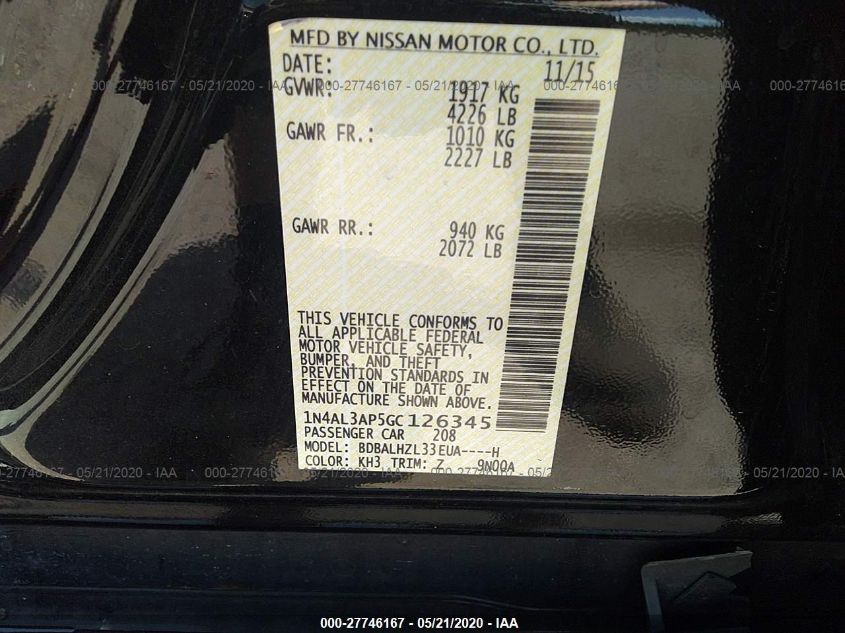 MFD BY NISSAN MOTOR CO., LTD.
DATE: 11/15
GVWR: 1917 KG
4226 LB
GAWR FR.: 1010 KG
2227 LB
GAWR RR.: 940 KG
2072 LB
THIS VEHICLE CONFORMS TO
ALL APPLICABLE FEDERAL
MOTOR VEHICLE SAFETY,
BUMPER, AND THEFT
PREVENTION STANDARDS IN
EFFECT ON THE DATE OF
MANUFACTURE SHOWN ABOVE.
1N4AL3AP5GC126345
PASSENGER CAR 208
MODEL: BDBALHZL33EUA----H
COLOR: KH3 TRIM: Z 9N00A
000-27746167 - 05/21/2020 - IAA